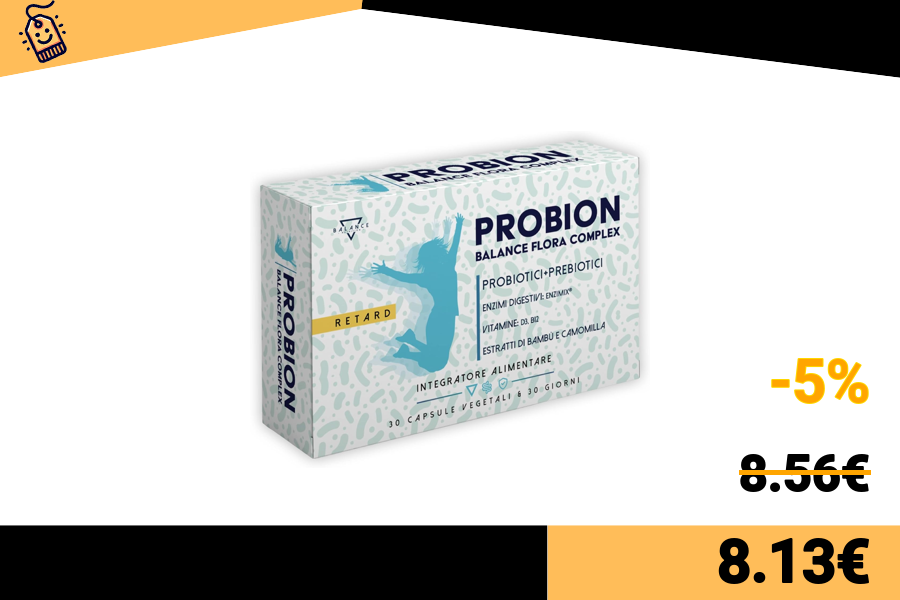 PROBION
BALANCE FLORA COMPLEX
BALANCE
PROBION
BALANCE FLORA COMPLEX
PROBIOTICI+PREBIOTICI
ENZIMI DIGESTIVI: ENZIMIX®
VITAMINE: D3, B12
ESTRATTI DI BAMBÙ E CAMOMILLA
RETARD
INTEGRATORE ALIMENTARE
30 CAPSULE VEGETALI & 30 GIORNI
PROBION
BALANCE FLORA COMPLEX
-5%
8.56€
8.13€